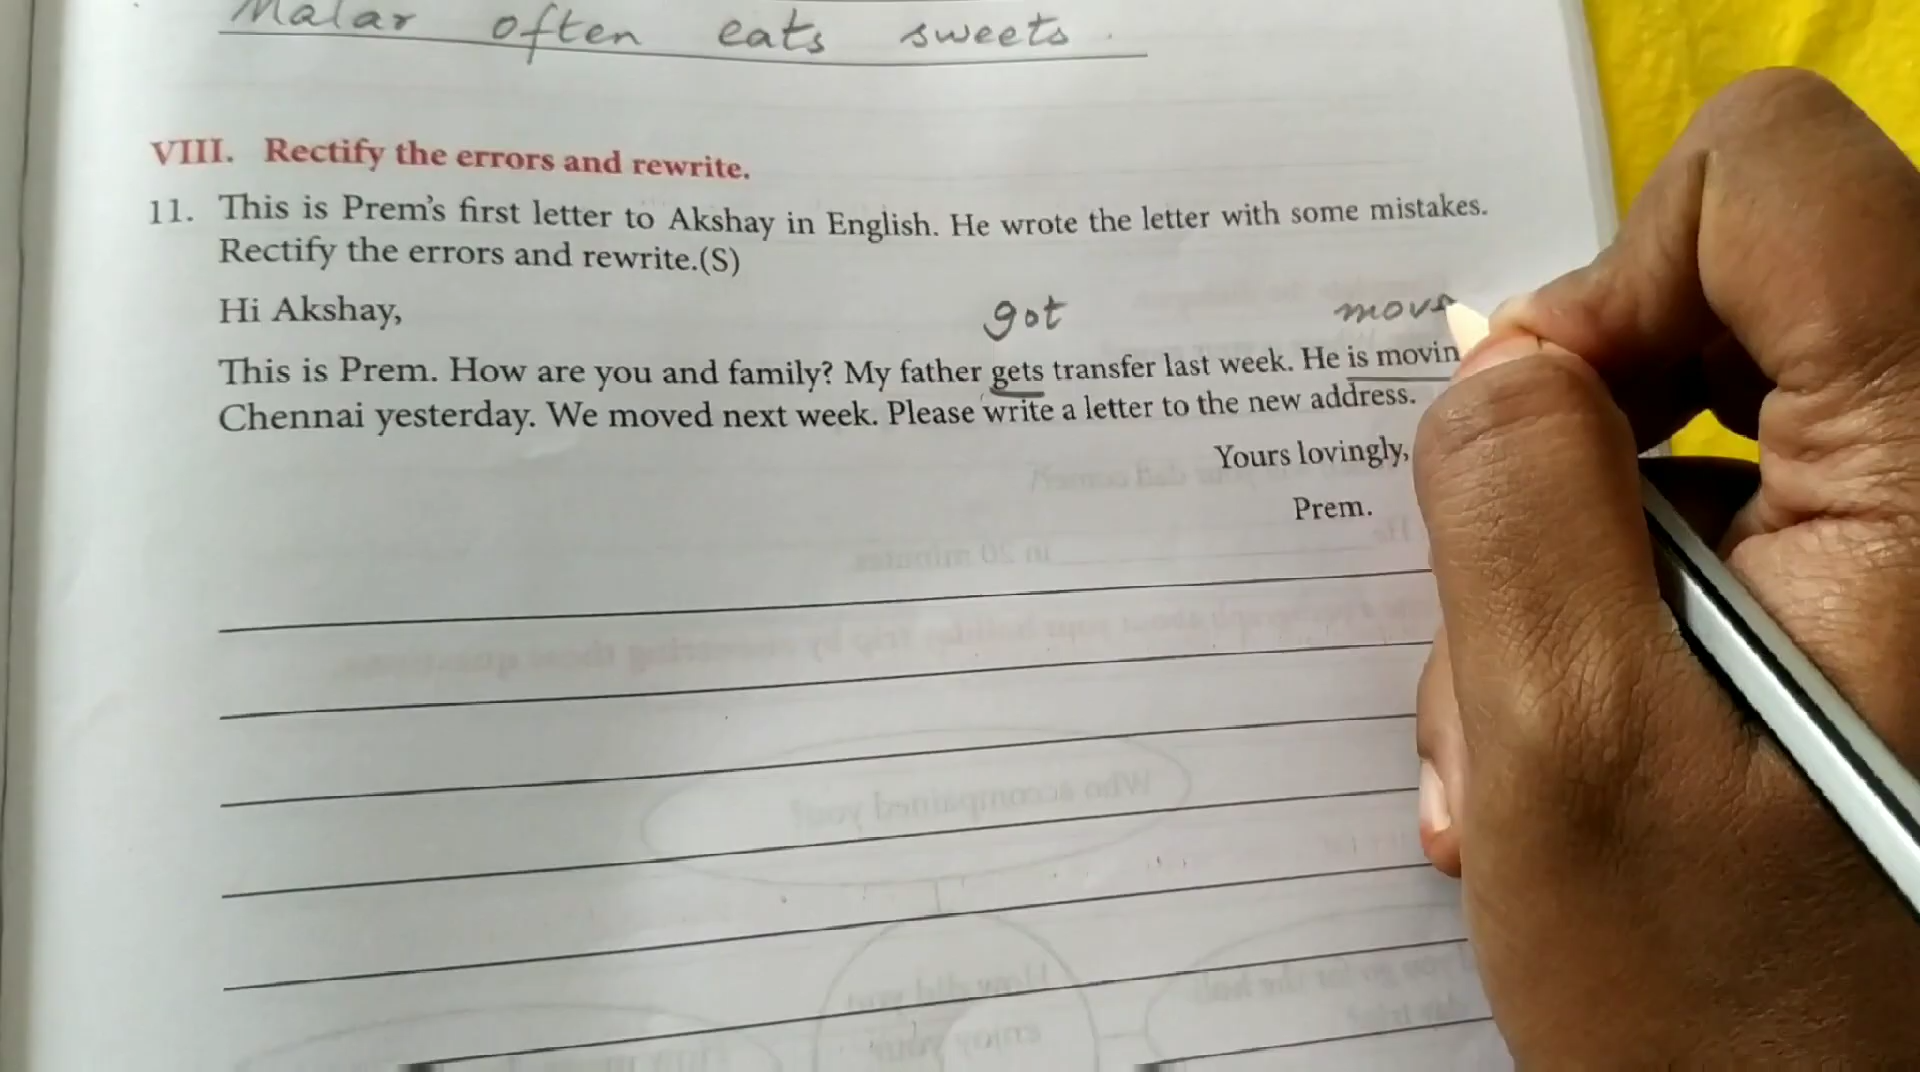 Malar often eats sweets.
VIII. Rectify the errors and rewrite.
11. This is Prem's first letter to Akshay in English. He wrote the letter with some mistakes.
Rectify the errors and rewrite.(S)
Hi Akshay,
got move
This is Prem. How are you and family? My father gets transfer last week. He is movin
Chennai yesterday. We moved next week. Please write a letter to the new address.
Yours lovingly,
Prem.